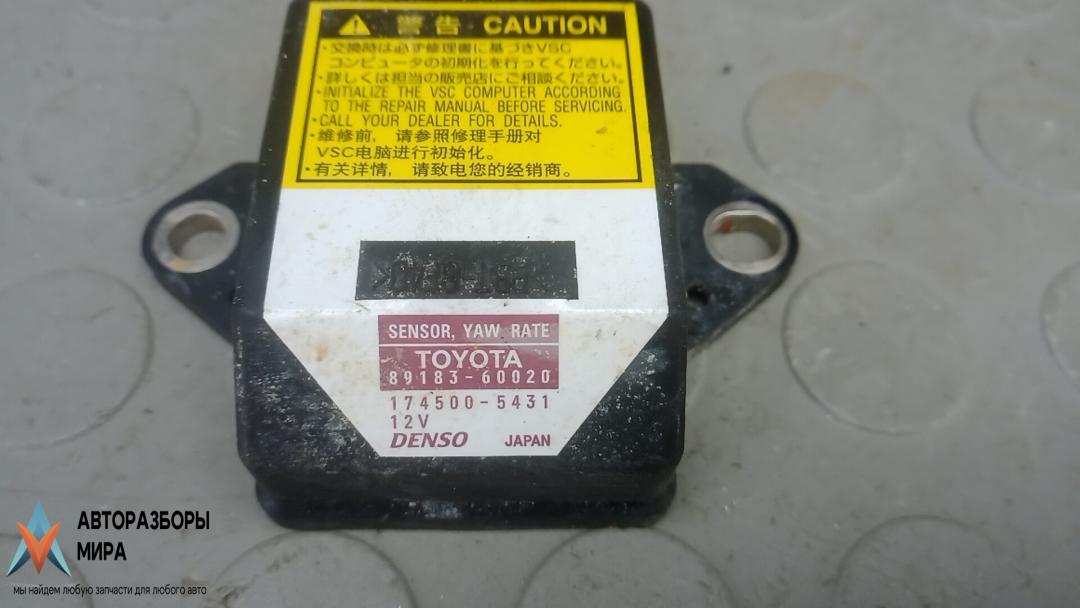 警告 CAUTION
・交換時は必ず修理書に基づきVSC
コンピュータの初期化を行ってください。
・詳しくは担当の販売店にご相談ください。
・INITIALIZE THE VSC COMPUTER ACCORDING
TO THE REPAIR MANUAL BEFORE SERVICING.
・CALL YOUR DEALER FOR DETAILS.
・维修前，请参照修理手册对
VSC电脑进行初始化。
・有关详情，请致电您的经销商。
SENSOR, YAW RATE
TOYOTA
89183-60020
174500-5431
12V
DENSO JAPAN
АВТОРАЗБОРЫ
МИРА
мы найдем любую запчасти для любого авто